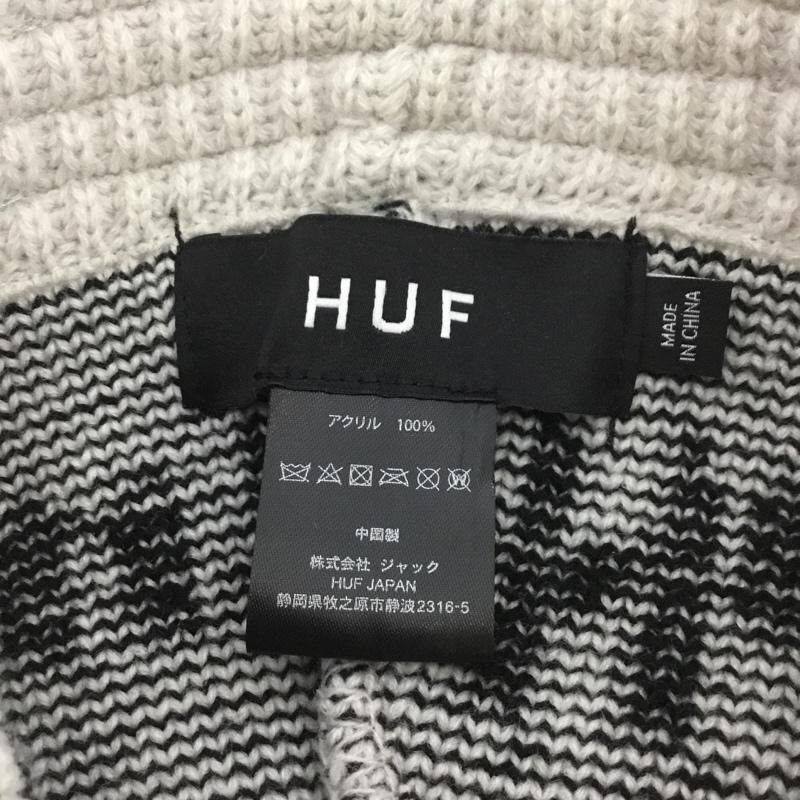 HUF
MADE
IN CHINA
アクリル 100%
中国製
株式会社 ジャック
HUF JAPAN
静岡県牧之原市静波2316-5